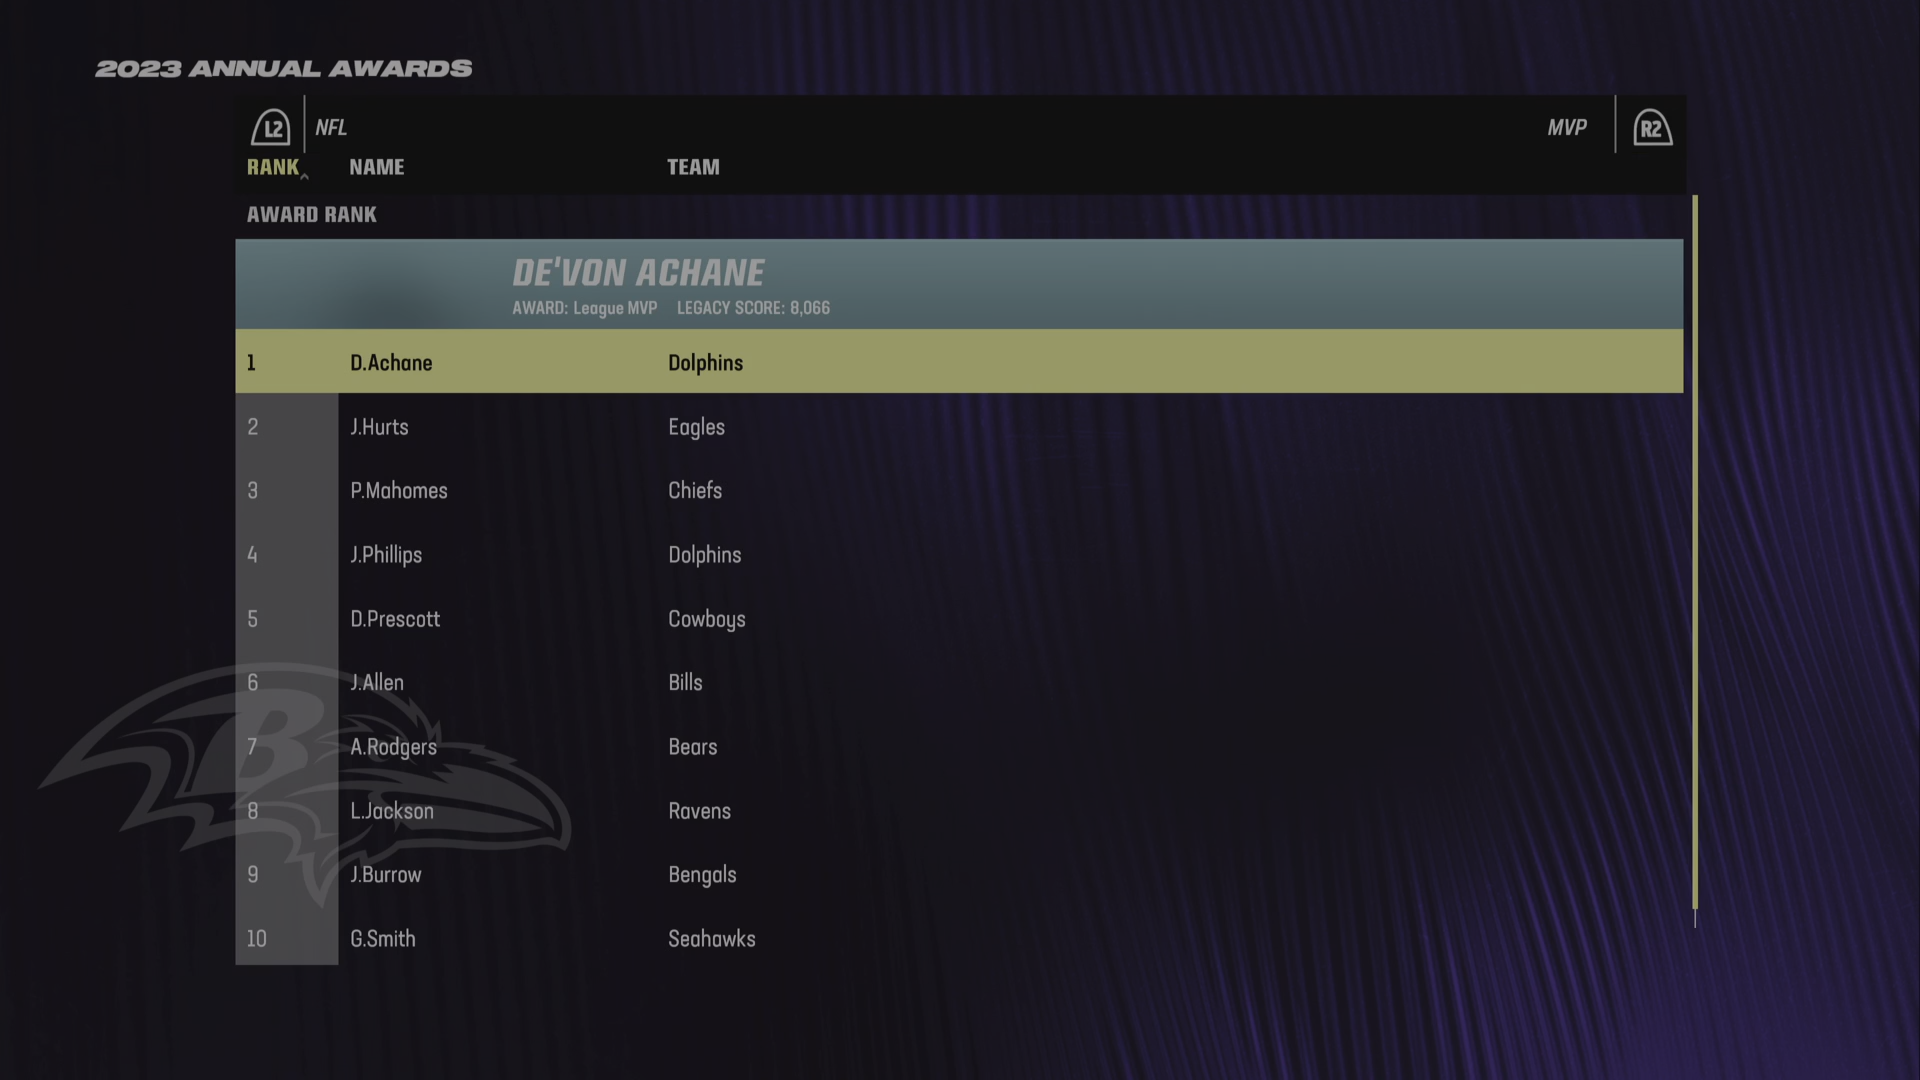 2023 ANNUAL AWARDS
L2 NFL MVP R2
RANK NAME TEAM
AWARD RANK
DE'VON ACHANE
AWARD: League MVP LEGACY SCORE: 8,066
1 D.Achane Dolphins
2 J.Hurts Eagles
3 P.Mahomes Chiefs
4 J.Phillips Dolphins
5 D.Prescott Cowboys
6 J.Allen Bills
7 A.Rodgers Bears
8 L.Jackson Ravens
9 J.Burrow Bengals
10 G.Smith Seahawks
B